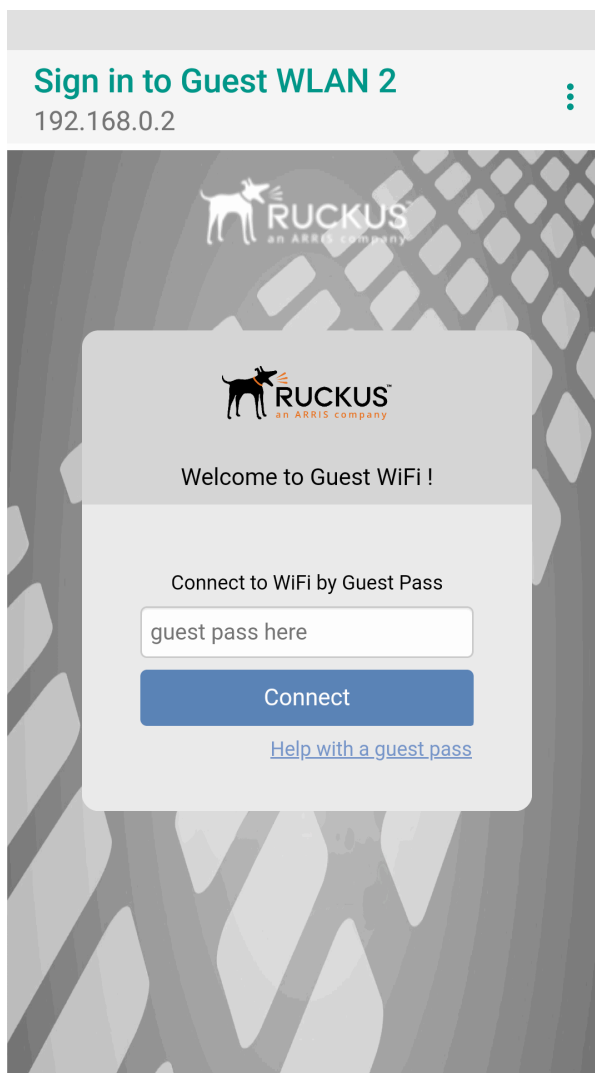 Sign in to Guest WLAN 2
192.168.0.2
RUCKUS
an ARRIS company
RUCKUS™
an ARRIS company
Welcome to Guest WiFi !
Connect to WiFi by Guest Pass
guest pass here
Connect
Help with a guest pass